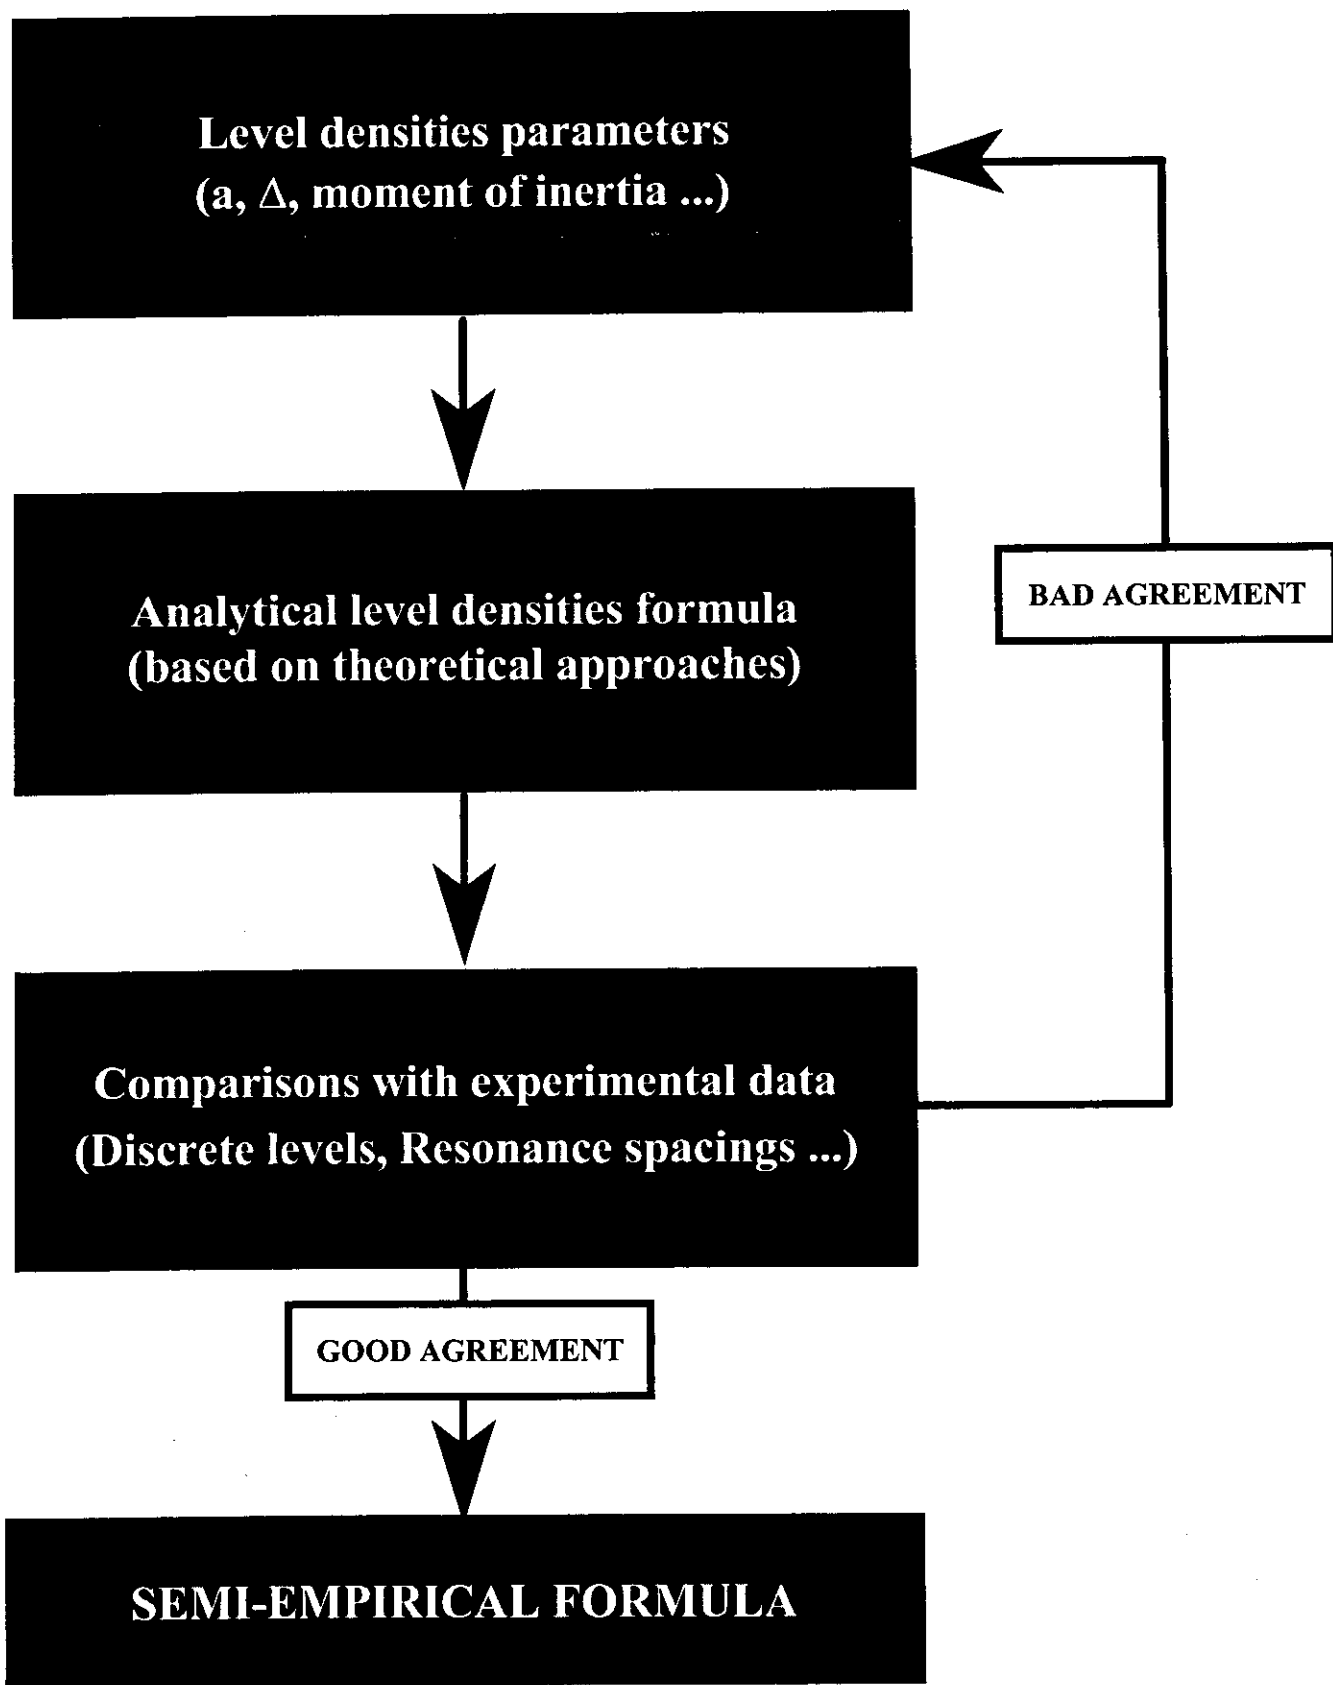 Level densities parameters
(a, Δ, moment of inertia ...)
Analytical level densities formula
(based on theoretical approaches)
BAD AGREEMENT
Comparisons with experimental data
(Discrete levels, Resonance spacings ...)
GOOD AGREEMENT
SEMI-EMPIRICAL FORMULA